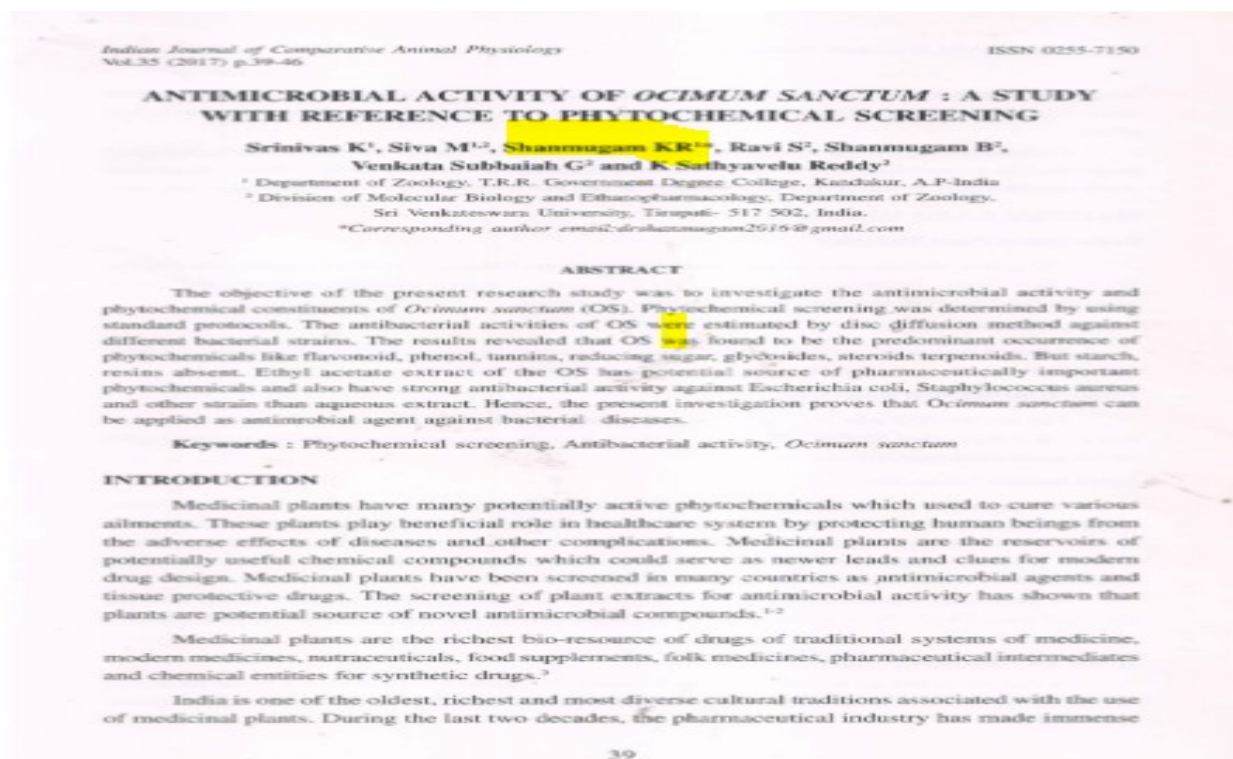 Indian Journal of Comparative Animal Physiology
ISSN 0255-7150
Vol.35 (2017) p.39-46
ANTIMICROBIAL ACTIVITY OF OCIMUM SANCTUM : A STUDY
WITH REFERENCE TO PHYTOCHEMICAL SCREENING
Srinivas K¹, Siva M¹·², Shanmugam KR¹*, Ravi S², Shanmugam B²,
Venkata Subbaiah G² and K Sathyavelu Reddy²
¹ Department of Zoology, T.R.R. Government Degree College, Kandukur, A.P-India
² Division of Molecular Biology and Ethanopharmacology, Department of Zoology,
Sri Venkateswara University, Tirupati- 517 502, India.
*Corresponding author email:drshanmugam2016@gmail.com
ABSTRACT
The objective of the present research study was to investigate the antimicrobial activity and
phytochemical constituents of Ocimum sanctum (OS). Phytochemical screening was determined by using
standard protocols. The antibacterial activities of OS were estimated by disc diffusion method against
different bacterial strains. The results revealed that OS was found to be the predominant occurrence of
phytochemicals like flavonoid, phenol, tannins, reducing sugar, glycosides, steroids terpenoids. But starch,
resins absent. Ethyl acetate extract of the OS has potential source of pharmaceutically important
phytochemicals and also have strong antibacterial activity against Escherichia coli, Staphylococcus aureus
and other strain than aqueous extract. Hence, the present investigation proves that Ocimum sanctum can
be applied as antimrobial agent against bacterial diseases.
Keywords : Phytochemical screening, Antibacterial activity, Ocimum sanctum
INTRODUCTION
Medicinal plants have many potentially active phytochemicals which used to cure various
ailments. These plants play beneficial role in healthcare system by protecting human beings from
the adverse effects of diseases and other complications. Medicinal plants are the reservoirs of
potentially useful chemical compounds which could serve as newer leads and clues for modern
drug design. Medicinal plants have been screened in many countries as antimicrobial agents and
tissue protective drugs. The screening of plant extracts for antimicrobial activity has shown that
plants are potential source of novel antimicrobial compounds.¹⁻²
Medicinal plants are the richest bio-resource of drugs of traditional systems of medicine,
modern medicines, nutraceuticals, food supplements, folk medicines, pharmaceutical intermediates
and chemical entities for synthetic drugs.³
India is one of the oldest, richest and most diverse cultural traditions associated with the use
of medicinal plants. During the last two decades, the pharmaceutical industry has made immense
39